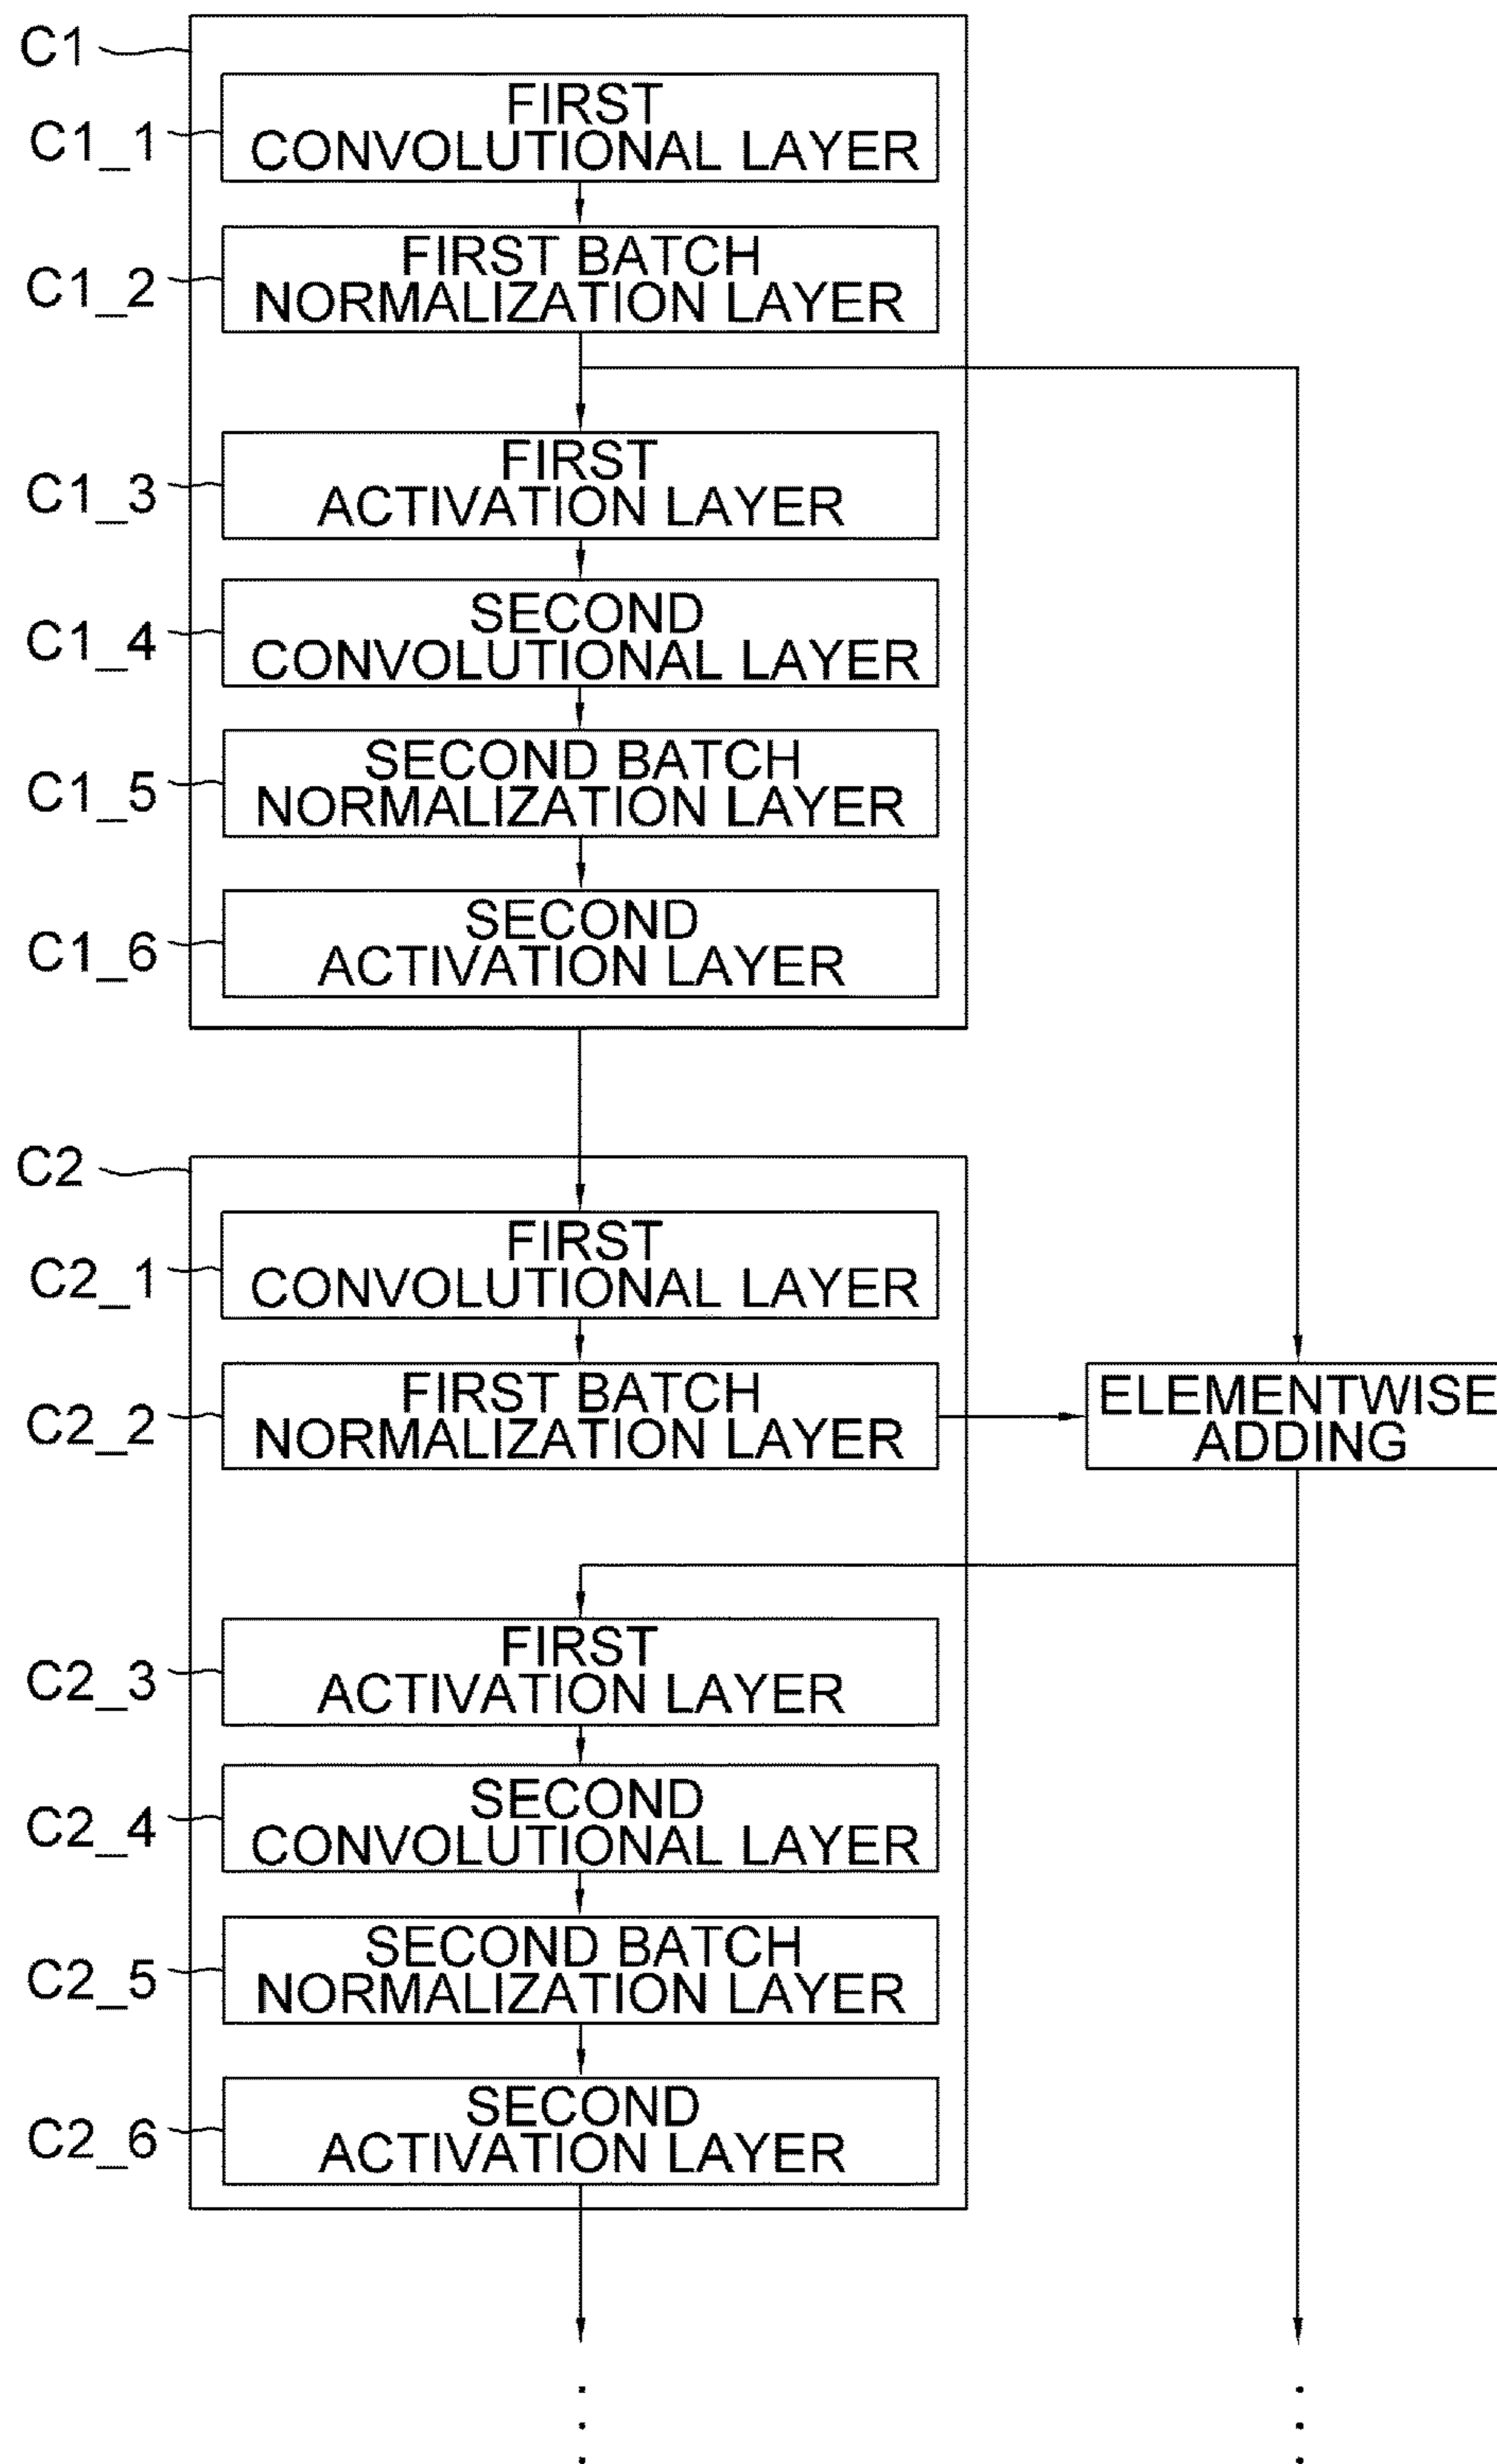 C1
C1_1
FIRST
CONVOLUTIONAL LAYER
C1_2
FIRST BATCH
NORMALIZATION LAYER
C1_3
FIRST
ACTIVATION LAYER
C1_4
SECOND
CONVOLUTIONAL LAYER
C1_5
SECOND BATCH
NORMALIZATION LAYER
C1_6
SECOND
ACTIVATION LAYER
C2
C2_1
FIRST
CONVOLUTIONAL LAYER
C2_2
FIRST BATCH
NORMALIZATION LAYER
ELEMENTWISE
ADDING
C2_3
FIRST
ACTIVATION LAYER
C2_4
SECOND
CONVOLUTIONAL LAYER
C2_5
SECOND BATCH
NORMALIZATION LAYER
C2_6
SECOND
ACTIVATION LAYER